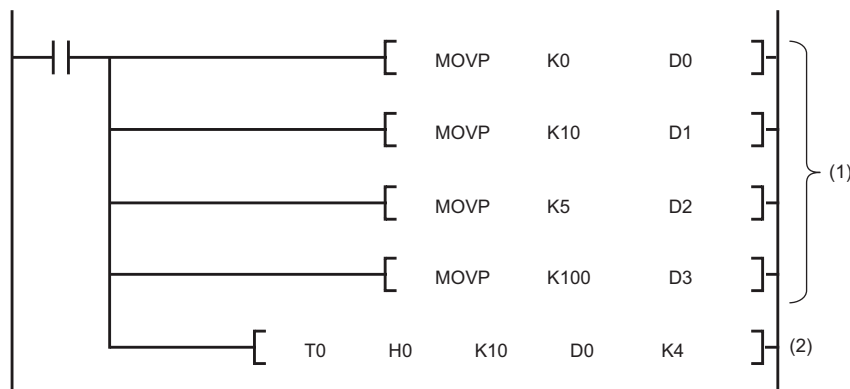 MOVP K0 D0
MOVP K10 D1
MOVP K5 D2
MOVP K100 D3
(1)
T0 H0 K10 D0 K4
(2)